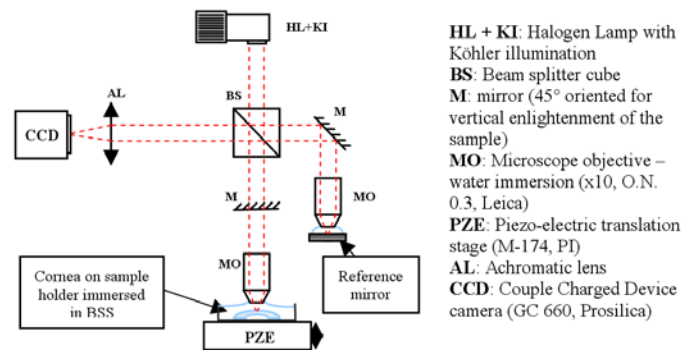 HL+KI
AL
BS
M
CCD
M
MO
MO
Cornea on sample
holder immersed
in BSS
Reference
mirror
PZE
HL + KI: Halogen Lamp with
Köhler illumination
BS: Beam splitter cube
M: mirror (45° oriented for
vertical enlightenment of the
sample)
MO: Microscope objective –
water immersion (x10, O.N.
0.3, Leica)
PZE: Piezo-electric translation
stage (M-174, PI)
AL: Achromatic lens
CCD: Couple Charged Device
camera (GC 660, Prosilica)